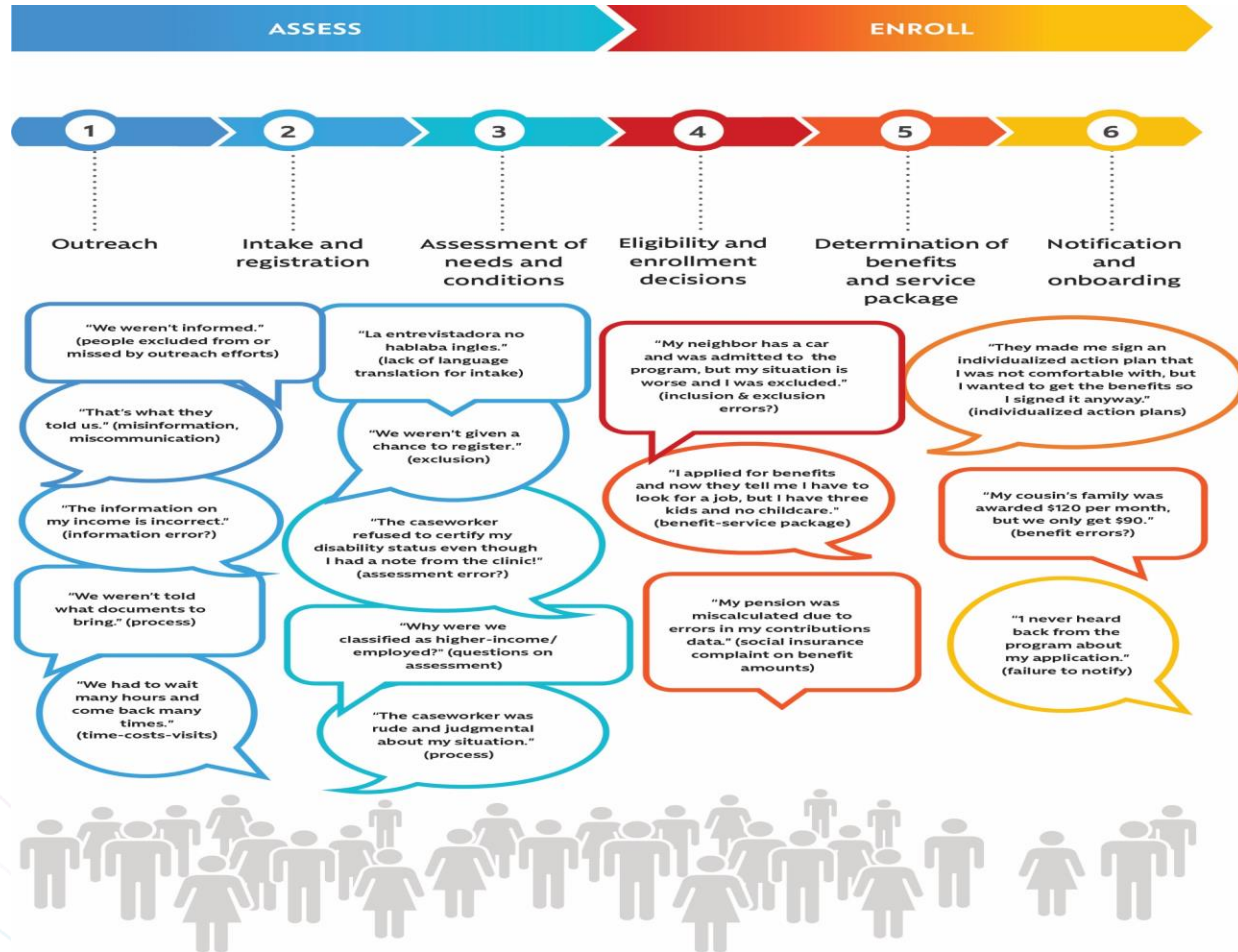 ASSESS
ENROLL
1
2
3
4
5
6
Outreach
Intake and
registration
Assessment of
needs and
conditions
Eligibility and
enrollment
decisions
Determination of
benefits
and service
package
Notification
and
onboarding
"We weren't informed."
(people excluded from or
missed by outreach efforts)
"That's what they
told us." (misinformation,
miscommunication)
"The information on
my income is incorrect."
(information error?)
"We weren't told
what documents to
bring." (process)
"We had to wait
many hours and
come back many
times."
(time-costs-visits)
"La entrevistadora no
hablaba ingles."
(lack of language
translation for intake)
"We weren't given a
chance to register."
(exclusion)
"The caseworker
refused to certify my
disability status even though
I had a note from the clinic!"
(assessment error?)
"Why were we
classified as higher-income/
employed?" (questions on
assessment)
"The caseworker was
rude and judgmental
about my situation."
(process)
"My neighbor has a car
and was admitted to the
program, but my situation is
worse and I was excluded."
(inclusion & exclusion
errors?)
"I applied for benefits
and now they tell me I have to
look for a job, but I have three
kids and no childcare."
(benefit-service package)
"My pension was
miscalculated due to
errors in my contributions
data." (social insurance
complaint on benefit
amounts)
"They made me sign an
individualized action plan that
I was not comfortable with, but
I wanted to get the benefits so
I signed it anyway."
(individualized action plans)
"My cousin's family was
awarded $120 per month,
but we only get $90."
(benefit errors?)
"I never heard
back from the
program about
my application."
(failure to notify)